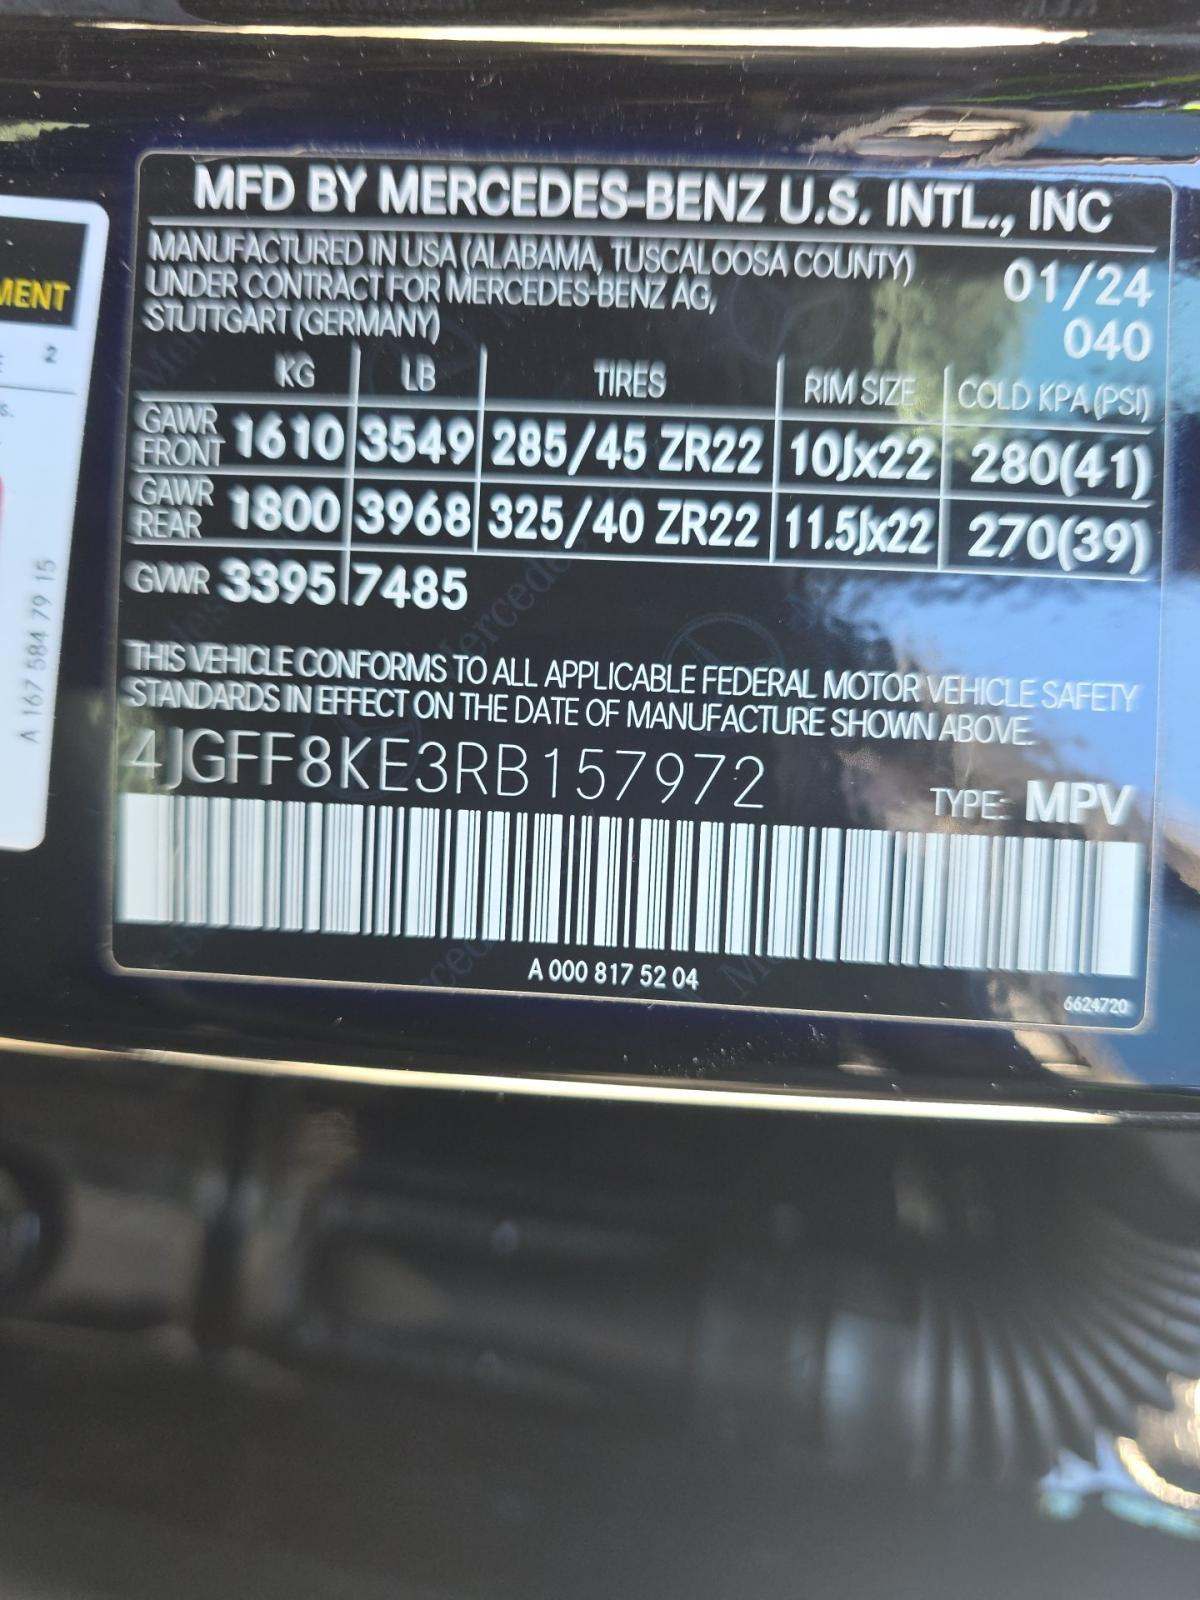 MENT
2
s.
A 167 584 79 15
MFD BY MERCEDES-BENZ U.S. INTL., INC
MANUFACTURED IN USA (ALABAMA, TUSCALOOSA COUNTY) 01/24
UNDER CONTRACT FOR MERCEDES-BENZ AG,
STUTTGART (GERMANY) 040
KG LB TIRES RIM SIZE COLD KPA (PSI)
GAWR FRONT 1610 3549 285/45 ZR22 10Jx22 280(41)
GAWR REAR 1800 3968 325/40 ZR22 11.5Jx22 270(39)
GVWR 3395 7485
THIS VEHICLE CONFORMS TO ALL APPLICABLE FEDERAL MOTOR VEHICLE SAFETY
STANDARDS IN EFFECT ON THE DATE OF MANUFACTURE SHOWN ABOVE.
4JGFF8KE3RB157972
TYPE: MPV
A 000 817 52 04
6624720